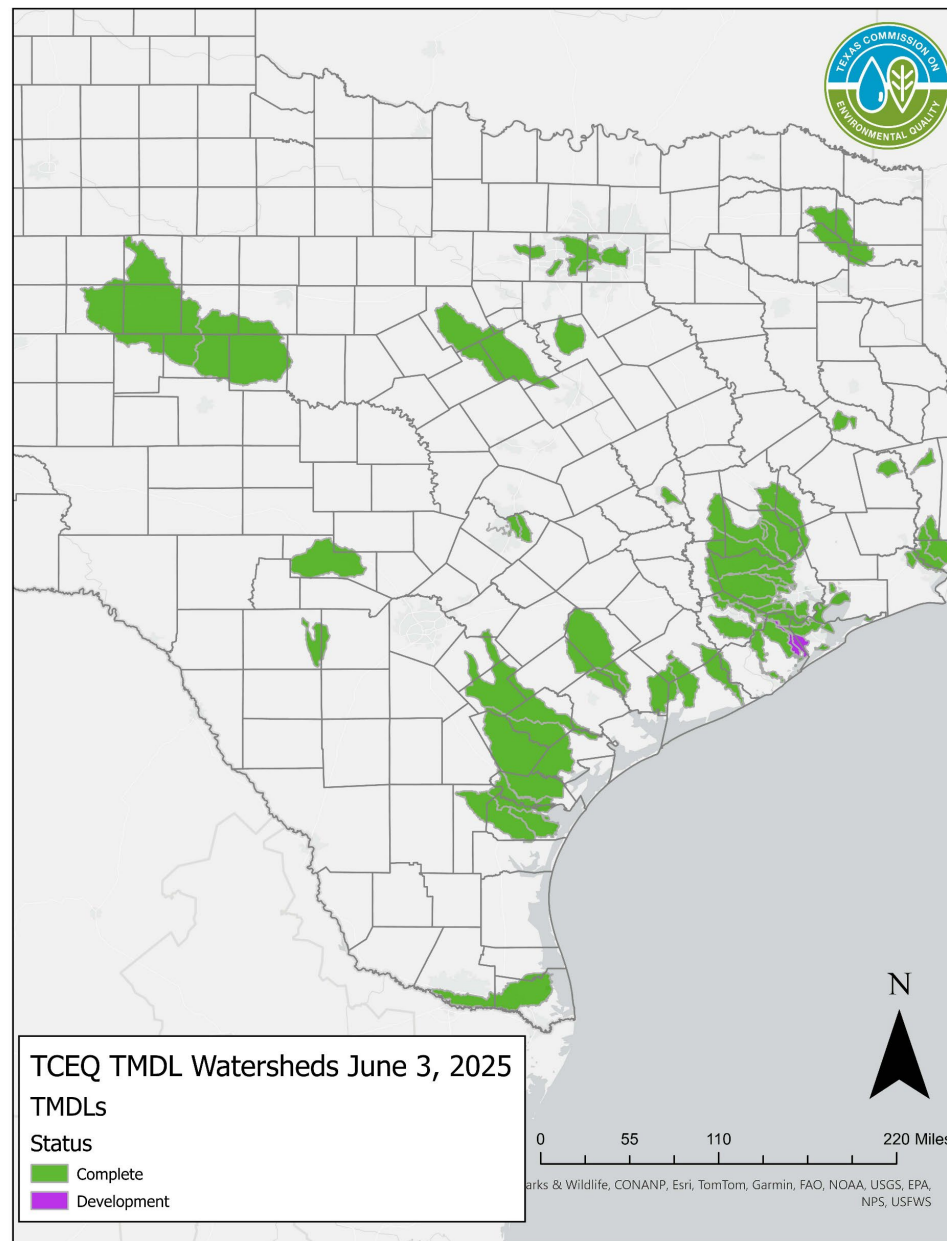 TEXAS COMMISSION ON
ENVIRONMENTAL QUALITY
N
TCEQ TMDL Watersheds June 3, 2025
TMDLs
Status
Complete
Development
0 55 110 220 Miles
arks & Wildlife, CONANP, Esri, TomTom, Garmin, FAO, NOAA, USGS, EPA,
NPS, USFWS